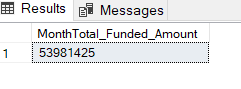 Results Messages
MonthTotal_Funded_Amount
1 53981425